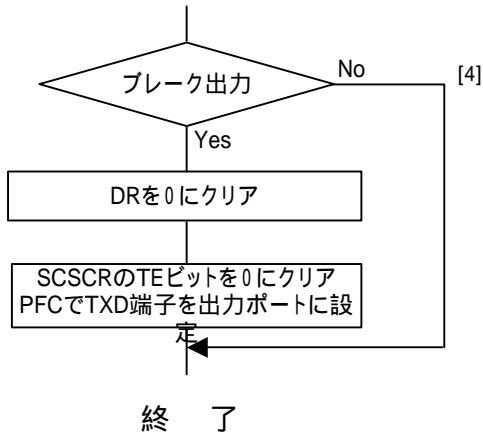 ブレーク出力
No
[4]
Yes
DRを0にクリア
SCSCRのTEビットを0にクリア
PFCでTXD端子を出力ポートに設
定
終 了